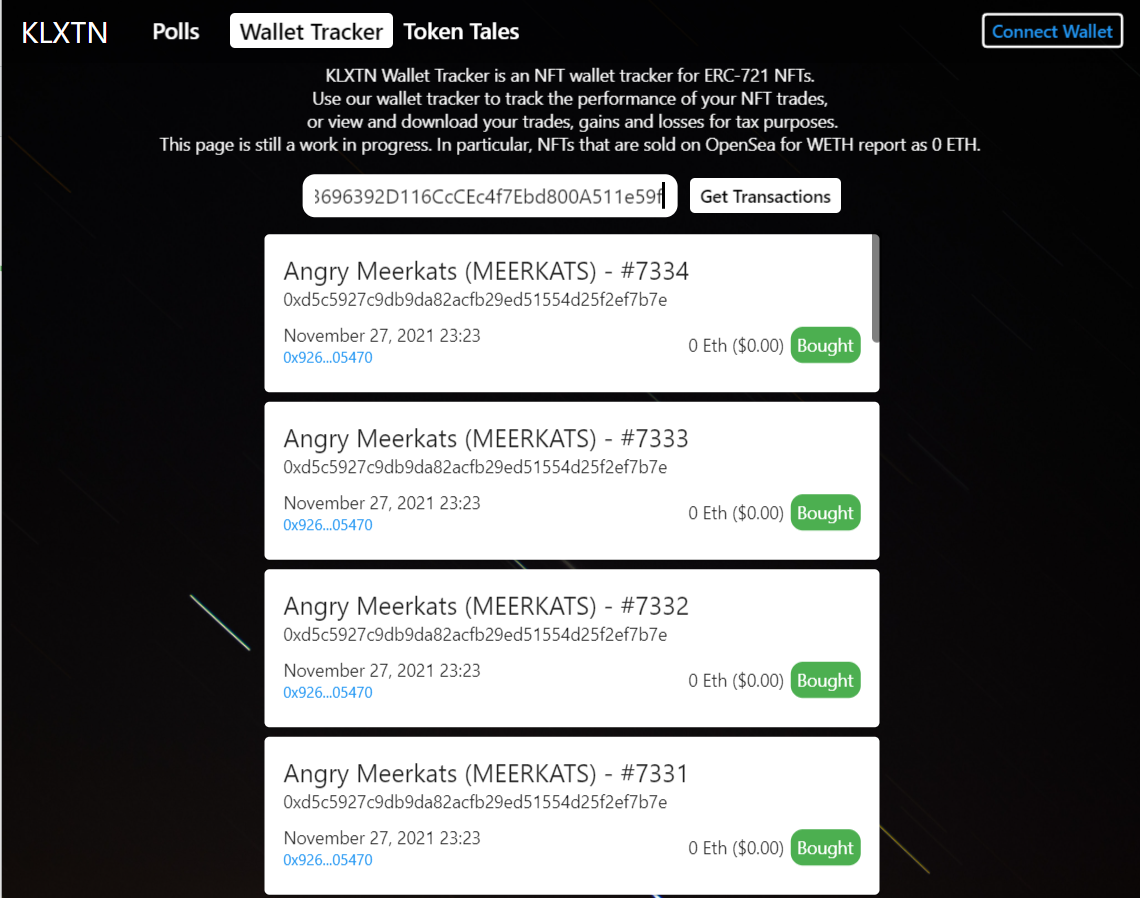 KLXTN
Polls
Wallet Tracker
Token Tales
Connect Wallet
KLXTN Wallet Tracker is an NFT wallet tracker for ERC-721 NFTs.
Use our wallet tracker to track the performance of your NFT trades,
or view and download your trades, gains and losses for tax purposes.
This page is still a work in progress. In particular, NFTs that are sold on OpenSea for WETH report as 0 ETH.
3696392D116CcCEc4f7Ebd800A511e59f
Get Transactions
Angry Meerkats (MEERKATS) - #7334
0xd5c5927c9db9da82acfb29ed51554d25f2ef7b7e
November 27, 2021 23:23
0x926...05470
0 Eth ($0.00) Bought
Angry Meerkats (MEERKATS) - #7333
0xd5c5927c9db9da82acfb29ed51554d25f2ef7b7e
November 27, 2021 23:23
0x926...05470
0 Eth ($0.00) Bought
Angry Meerkats (MEERKATS) - #7332
0xd5c5927c9db9da82acfb29ed51554d25f2ef7b7e
November 27, 2021 23:23
0x926...05470
0 Eth ($0.00) Bought
Angry Meerkats (MEERKATS) - #7331
0xd5c5927c9db9da82acfb29ed51554d25f2ef7b7e
November 27, 2021 23:23
0x926...05470
0 Eth ($0.00) Bought